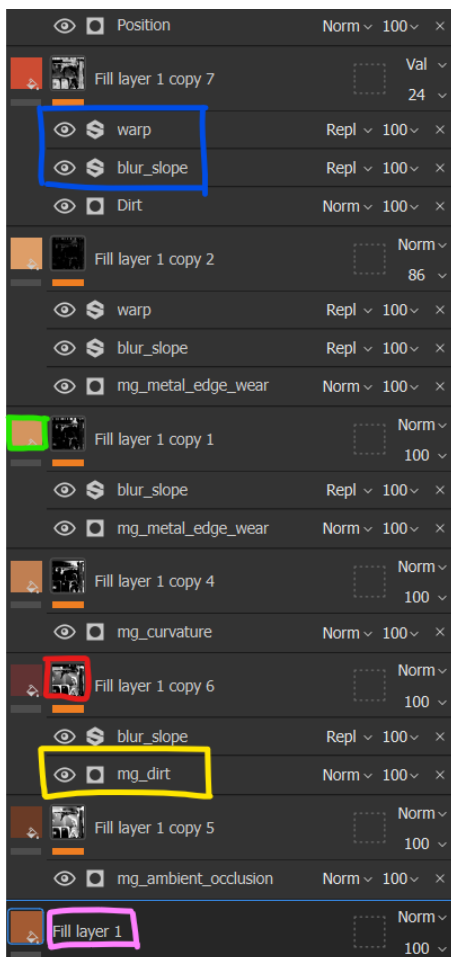 Position Norm 100 ×
Val
Fill layer 1 copy 7
24
warp Repl 100 ×
blur_slope Repl 100 ×
Dirt Norm 100 ×
Norm
Fill layer 1 copy 2
86
warp Repl 100 ×
blur_slope Repl 100 ×
mg_metal_edge_wear Norm 100 ×
Norm
Fill layer 1 copy 1
100
blur_slope Repl 100 ×
mg_metal_edge_wear Norm 100 ×
Norm
Fill layer 1 copy 4
100
mg_curvature Norm 100 ×
Norm
Fill layer 1 copy 6
100
blur_slope Repl 100 ×
mg_dirt Norm 100 ×
Norm
Fill layer 1 copy 5
100
mg_ambient_occlusion Norm 100 ×
Norm
Fill layer 1
100